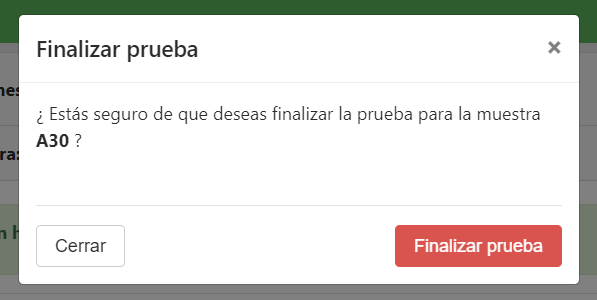 Finalizar prueba ×
¿ Estás seguro de que deseas finalizar la prueba para la muestra
A30 ?
Cerrar
Finalizar prueba